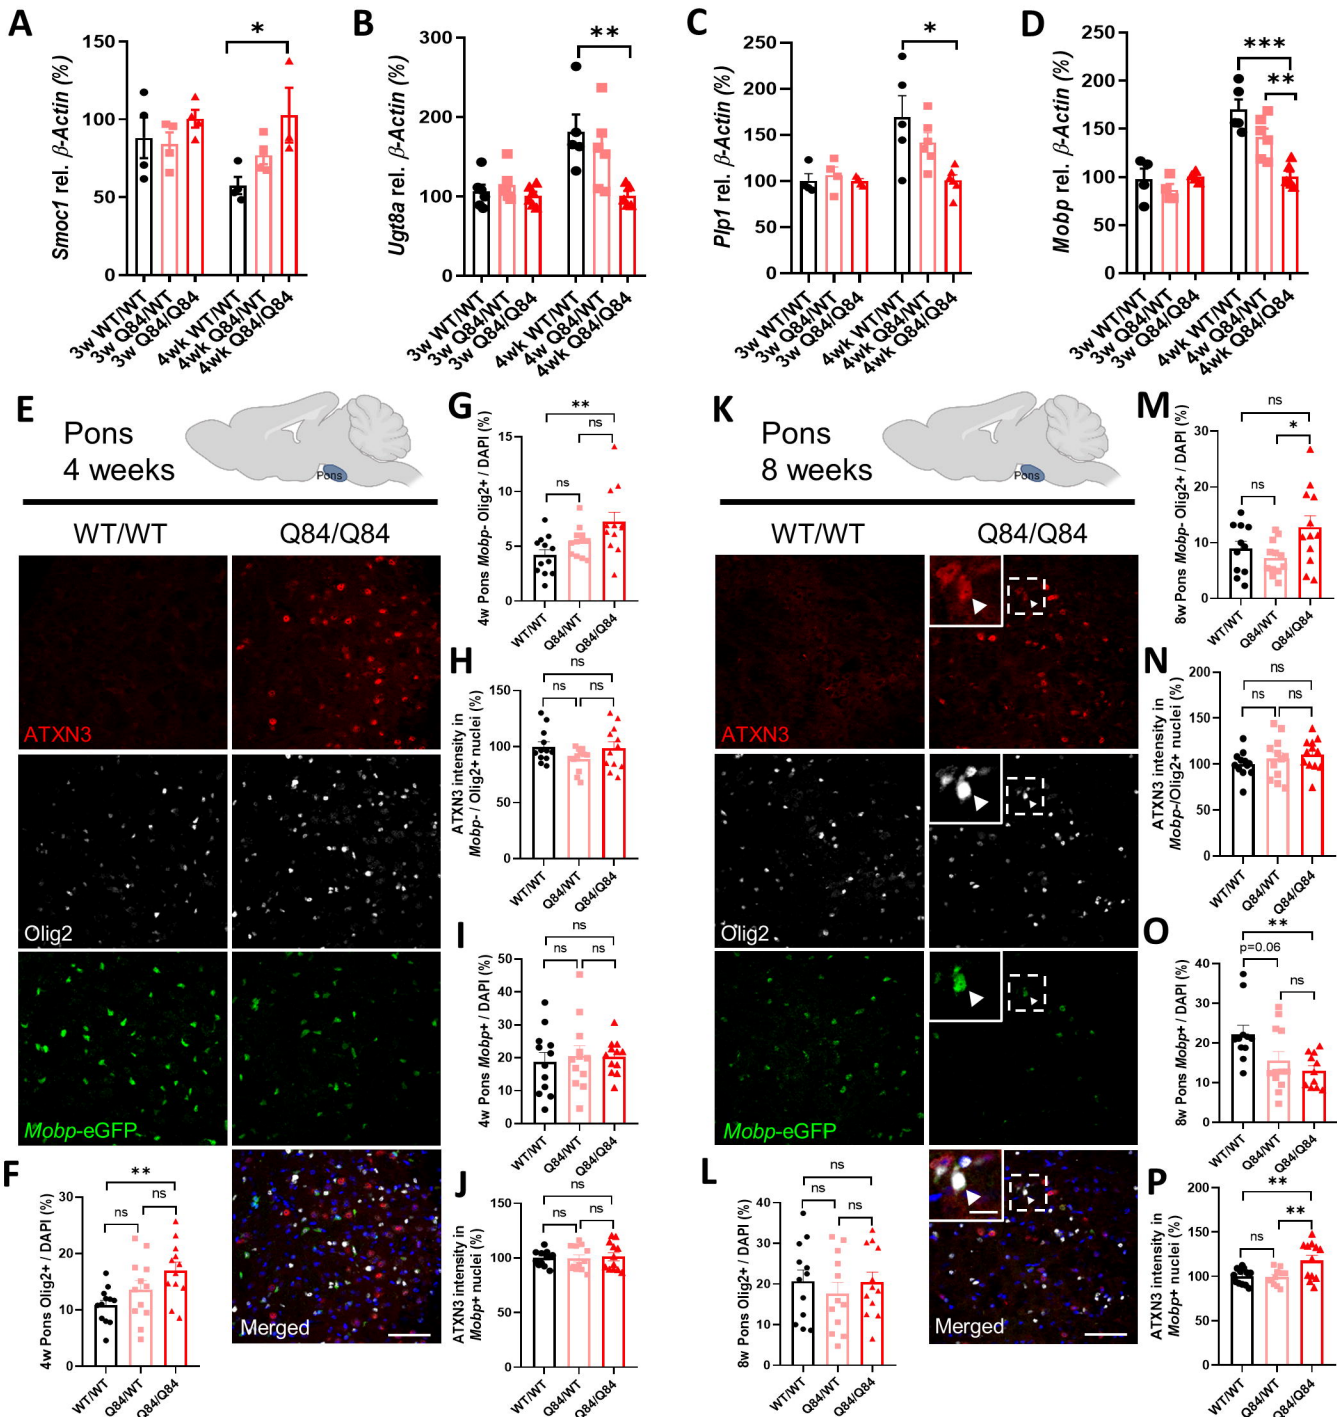 A
Smoc1 rel. β-Actin (%)
150
100
50
0
*
3w WT/WT
3w Q84/WT
3w Q84/Q84
4wk WT/WT
4wk Q84/WT
4wk Q84/Q84
B
Ugt8a rel. β-Actin (%)
300
200
100
0
**
3w WT/WT
3w Q84/WT
3w Q84/Q84
4wk WT/WT
4w Q84/WT
4wk Q84/Q84
C
Plp1 rel. β-Actin (%)
250
200
150
100
50
0
*
3w WT/WT
3w Q84/WT
3w Q84/Q84
4wk WT/WT
4w Q84/WT
4wk Q84/Q84
D
Mobp rel. β-Actin (%)
250
200
150
100
50
0
***
**
3w WT/WT
3w Q84/WT
3w Q84/Q84
4wk WT/WT
4w Q84/WT
4wk Q84/Q84
E
Pons
4 weeks
Pons
WT/WT
Q84/Q84
ATXN3
Olig2
Mobp-eGFP
Merged
F
4w Pons Olig2+ / DAPI (%)
30
20
10
0
**
ns
ns
WT/WT
Q84/WT
Q84/Q84
G
4w Pons Mobp- Olig2+ / DAPI (%)
15
10
5
0
**
ns
ns
WT/WT
Q84/WT
Q84/Q84
H
ATXN3 intensity in
Mobp- / Olig2+ nuclei (%)
150
100
50
0
ns
ns
ns
WT/WT
Q84/WT
Q84/Q84
I
4w Pons Mobp+ / DAPI (%)
50
40
30
20
10
0
ns
ns
ns
WT/WT
Q84/WT
Q84/Q84
J
ATXN3 intensity in
Mobp+ nuclei (%)
150
100
50
0
ns
ns
ns
WT/WT
Q84/WT
Q84/Q84
K
Pons
8 weeks
Pons
WT/WT
Q84/Q84
ATXN3
Olig2
Mobp-eGFP
Merged
L
8w Pons Olig2+ / DAPI (%)
40
30
20
10
0
ns
ns
ns
WT/WT
Q84/WT
Q84/Q84
M
8w Pons Mobp- Olig2+ / DAPI (%)
30
20
10
0
ns
*
ns
WT/WT
Q84/WT
Q84/Q84
N
ATXN3 intensity in
Mobp-/Olig2+ nuclei (%)
200
150
100
50
0
ns
ns
ns
WT/WT
Q84/WT
Q84/Q84
O
8w Pons Mobp+ / DAPI (%)
40
30
20
10
0
**
p=0.06
ns
WT/WT
Q84/WT
Q84/Q84
P
ATXN3 intensity in
Mobp+ nuclei (%)
200
150
100
50
0
**
**
ns
WT/WT
Q84/WT
Q84/Q84